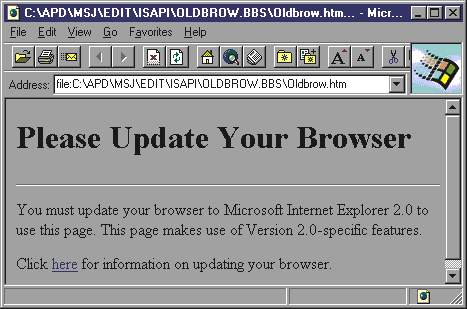 C:\APD\MSJ\EDIT\ISAPI\OLDBROW.BBS\Oldbrow.htm... - Micr...
File Edit View Go Favorites Help
A A
Address: file:C:\APD\MSJ\EDIT\ISAPI\OLDBROW.BBS\Oldbrow.htm
Please Update Your Browser
You must update your browser to Microsoft Internet Explorer 2.0 to
use this page. This page makes use of Version 2.0-specific features.
Click here for information on updating your browser.